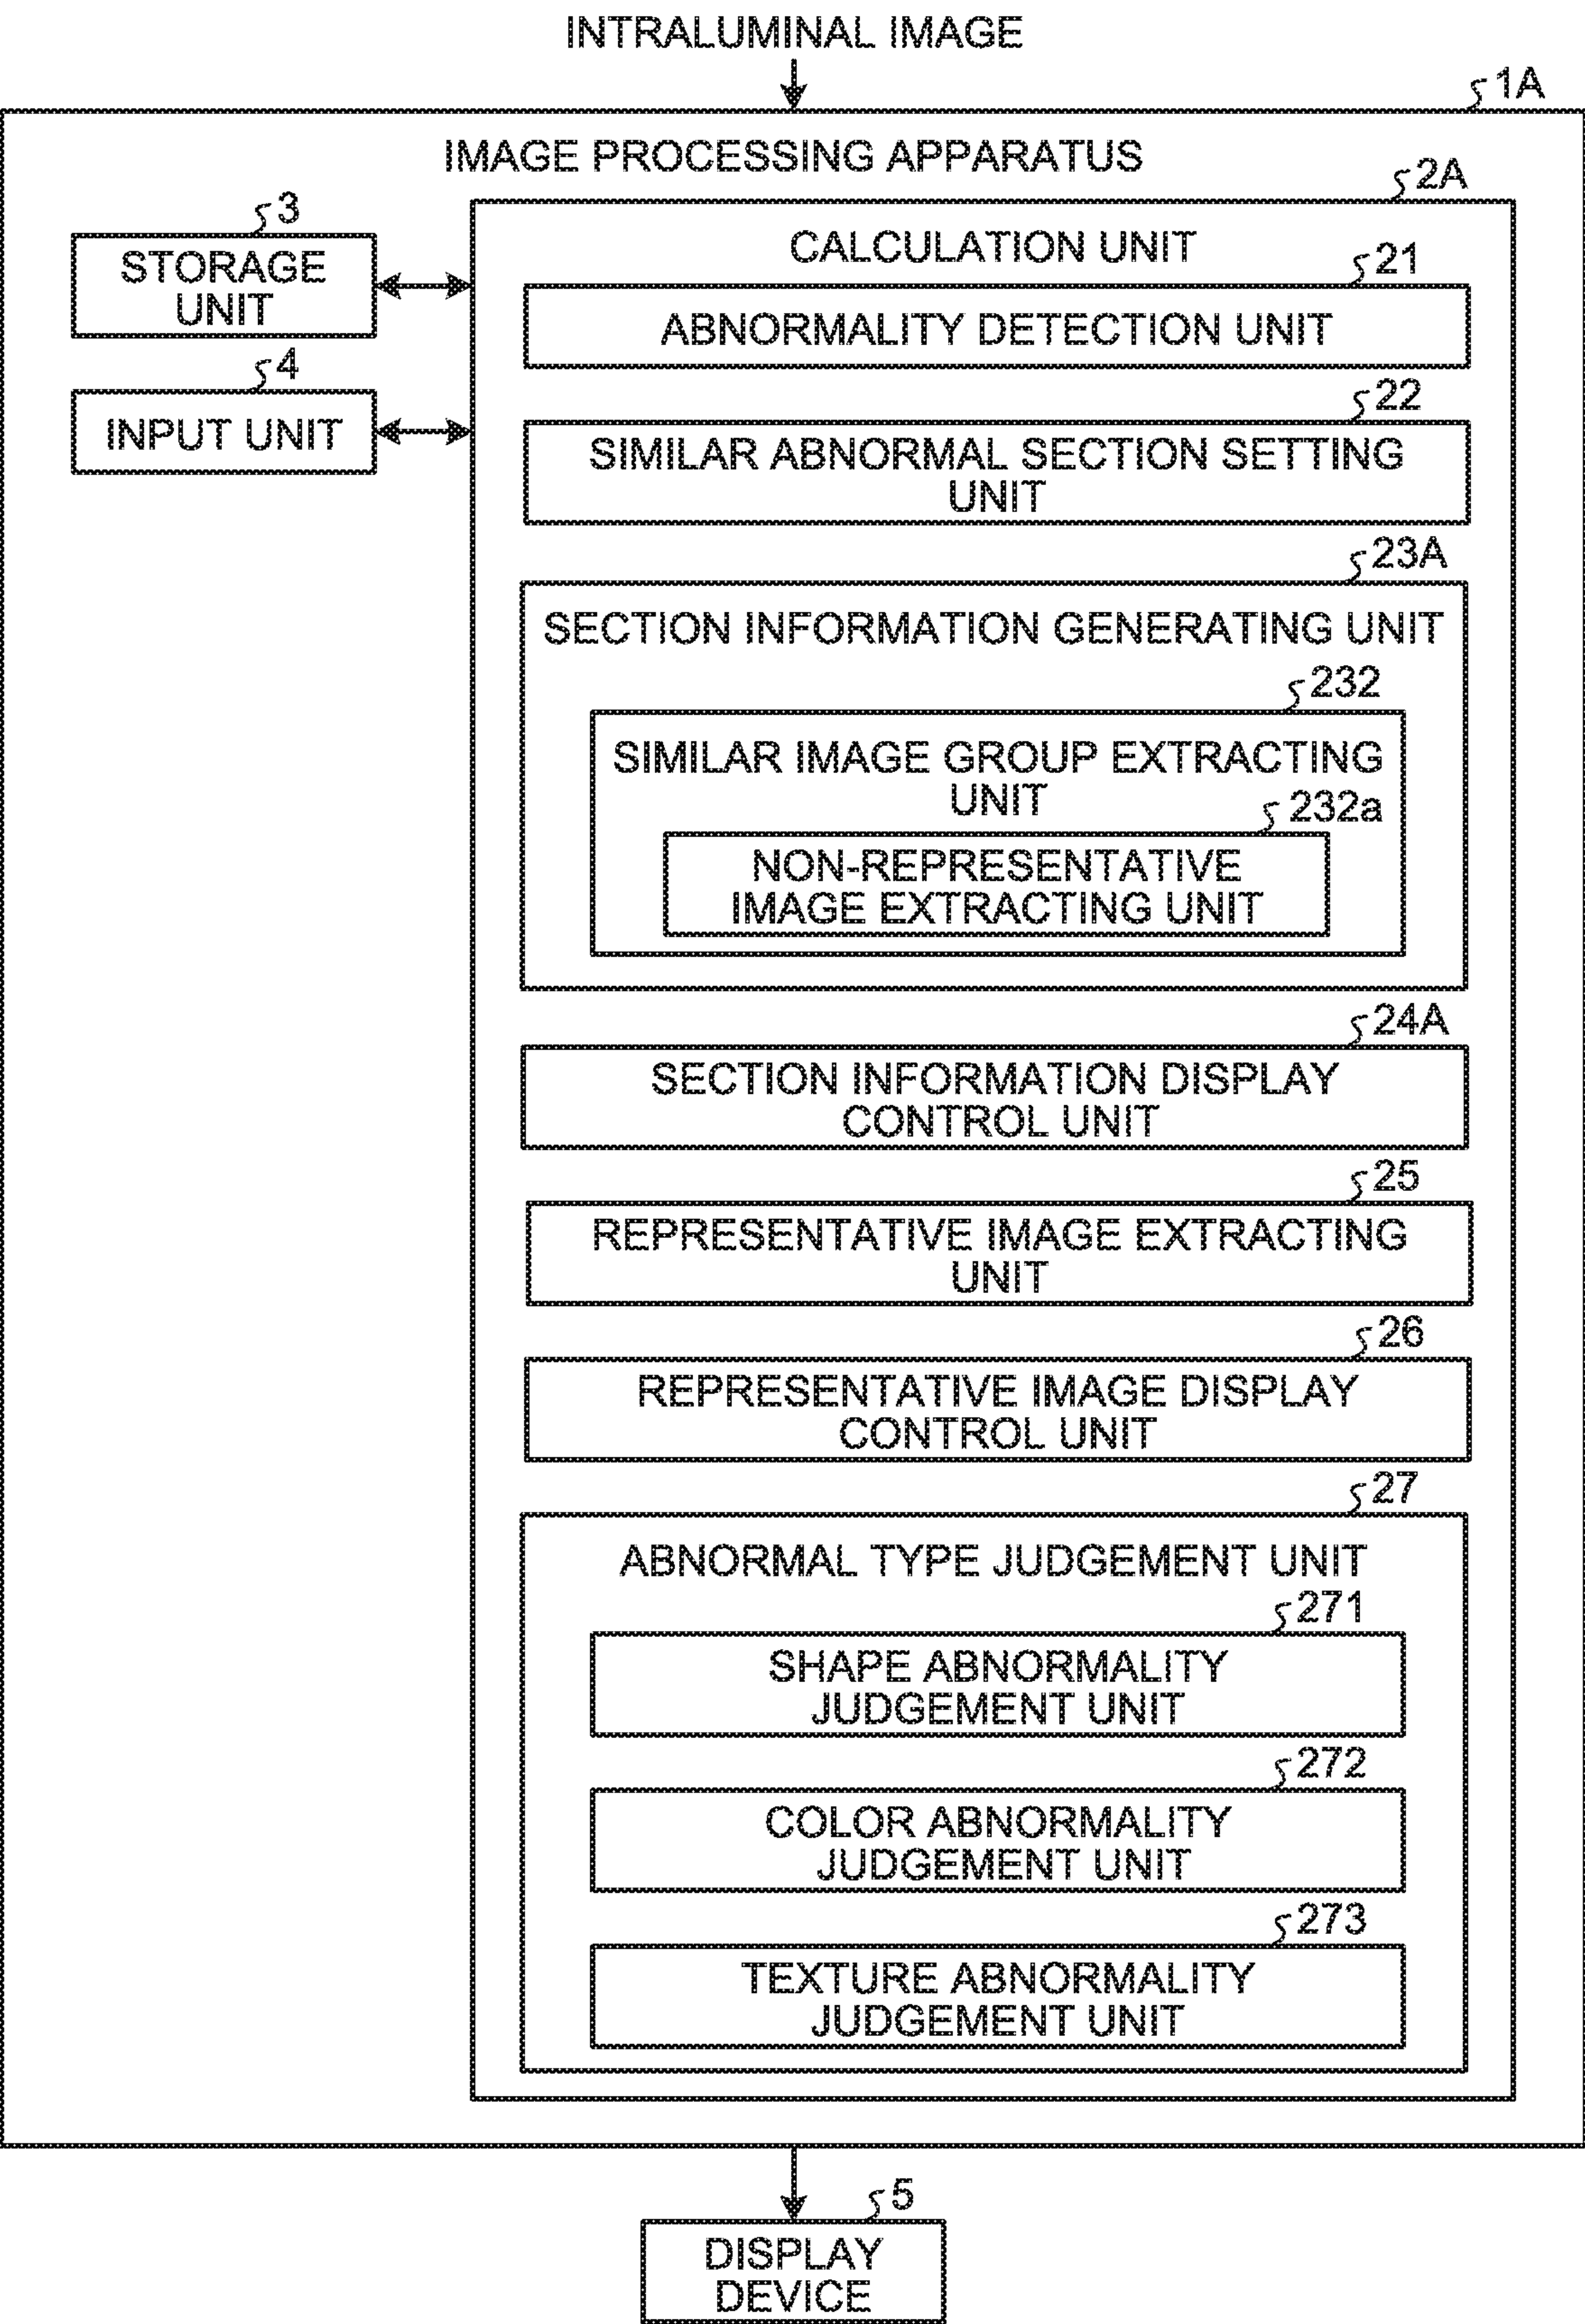 INTRALUMINAL IMAGE
1A
IMAGE PROCESSING APPARATUS
2A
3
STORAGE
UNIT
4
INPUT UNIT
CALCULATION UNIT
21
ABNORMALITY DETECTION UNIT
22
SIMILAR ABNORMAL SECTION SETTING
UNIT
23A
SECTION INFORMATION GENERATING UNIT
232
SIMILAR IMAGE GROUP EXTRACTING
UNIT
232a
NON-REPRESENTATIVE
IMAGE EXTRACTING UNIT
24A
SECTION INFORMATION DISPLAY
CONTROL UNIT
25
REPRESENTATIVE IMAGE EXTRACTING
UNIT
26
REPRESENTATIVE IMAGE DISPLAY
CONTROL UNIT
27
ABNORMAL TYPE JUDGEMENT UNIT
271
SHAPE ABNORMALITY
JUDGEMENT UNIT
272
COLOR ABNORMALITY
JUDGEMENT UNIT
273
TEXTURE ABNORMALITY
JUDGEMENT UNIT
5
DISPLAY
DEVICE